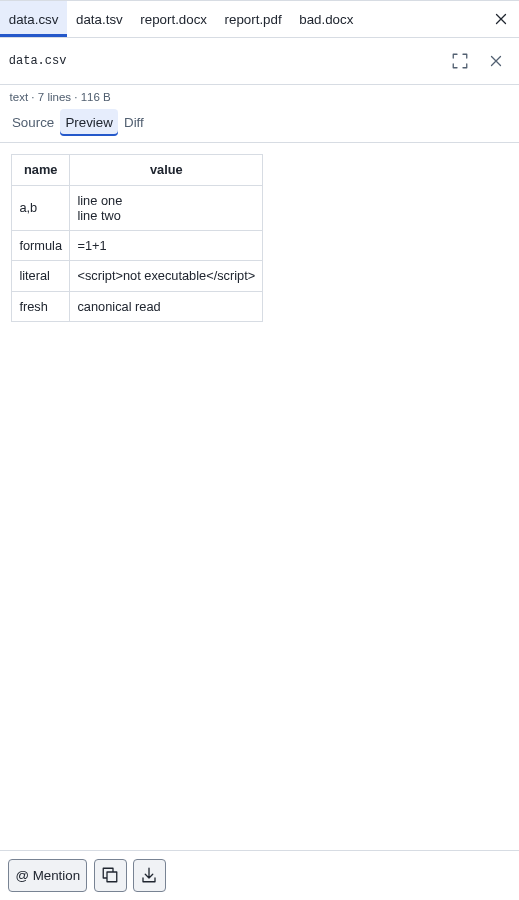 data.csv data.tsv report.docx report.pdf bad.docx
data.csv
text · 7 lines · 116 B
Source Preview Diff
name value
a,b line one
line two
formula =1+1
literal <script>not executable</script>
fresh canonical read
@ Mention